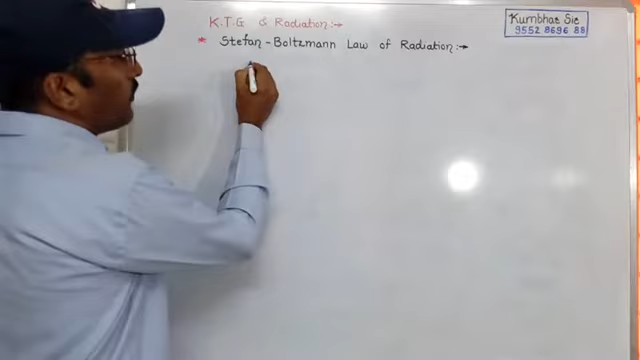 K.T.G & Radiation:→
* Stefan-Boltzmann Law of Radiation:→
Kumbhar Sir
9552 8696 88